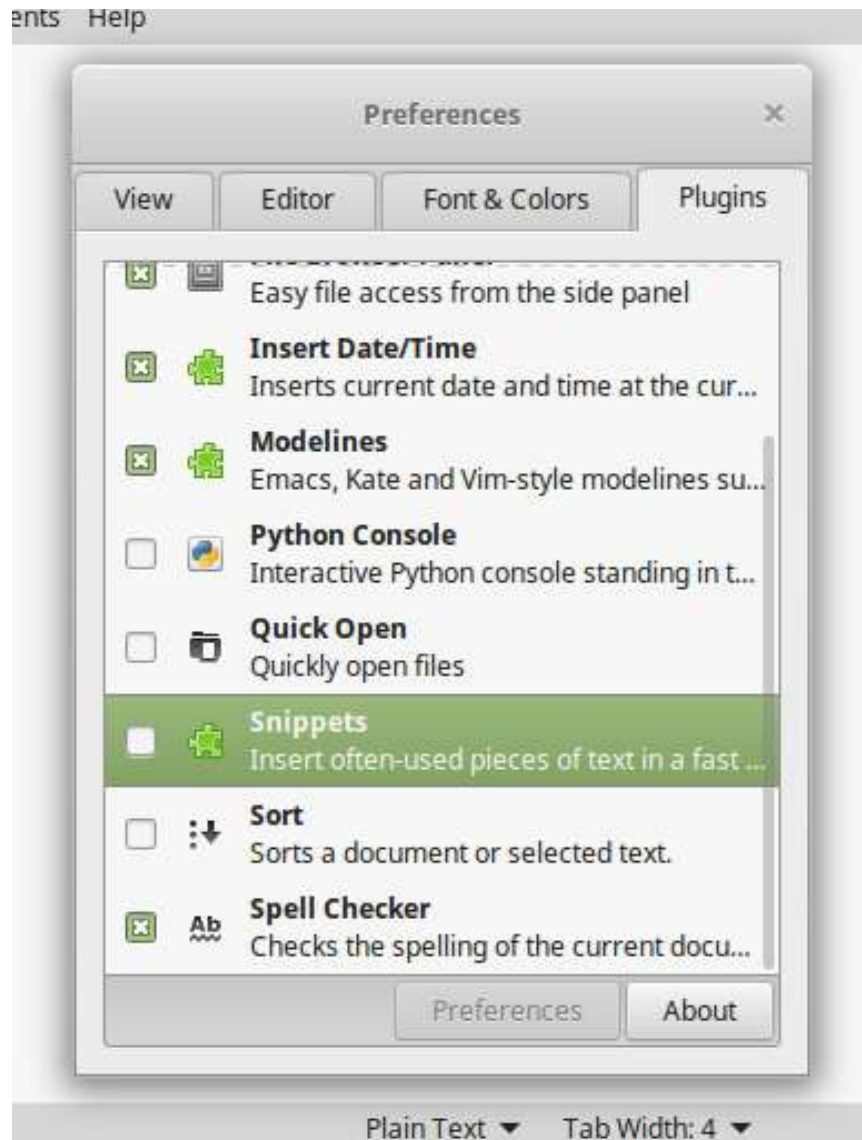 ents Help
Preferences
View Editor Font & Colors Plugins
File Browser Panel
Easy file access from the side panel
Insert Date/Time
Inserts current date and time at the cur...
Modelines
Emacs, Kate and Vim-style modelines su...
Python Console
Interactive Python console standing in t...
Quick Open
Quickly open files
Snippets
Insert often-used pieces of text in a fast ...
Sort
Sorts a document or selected text.
Ab Spell Checker
Checks the spelling of the current docu...
Preferences About
Plain Text Tab Width: 4